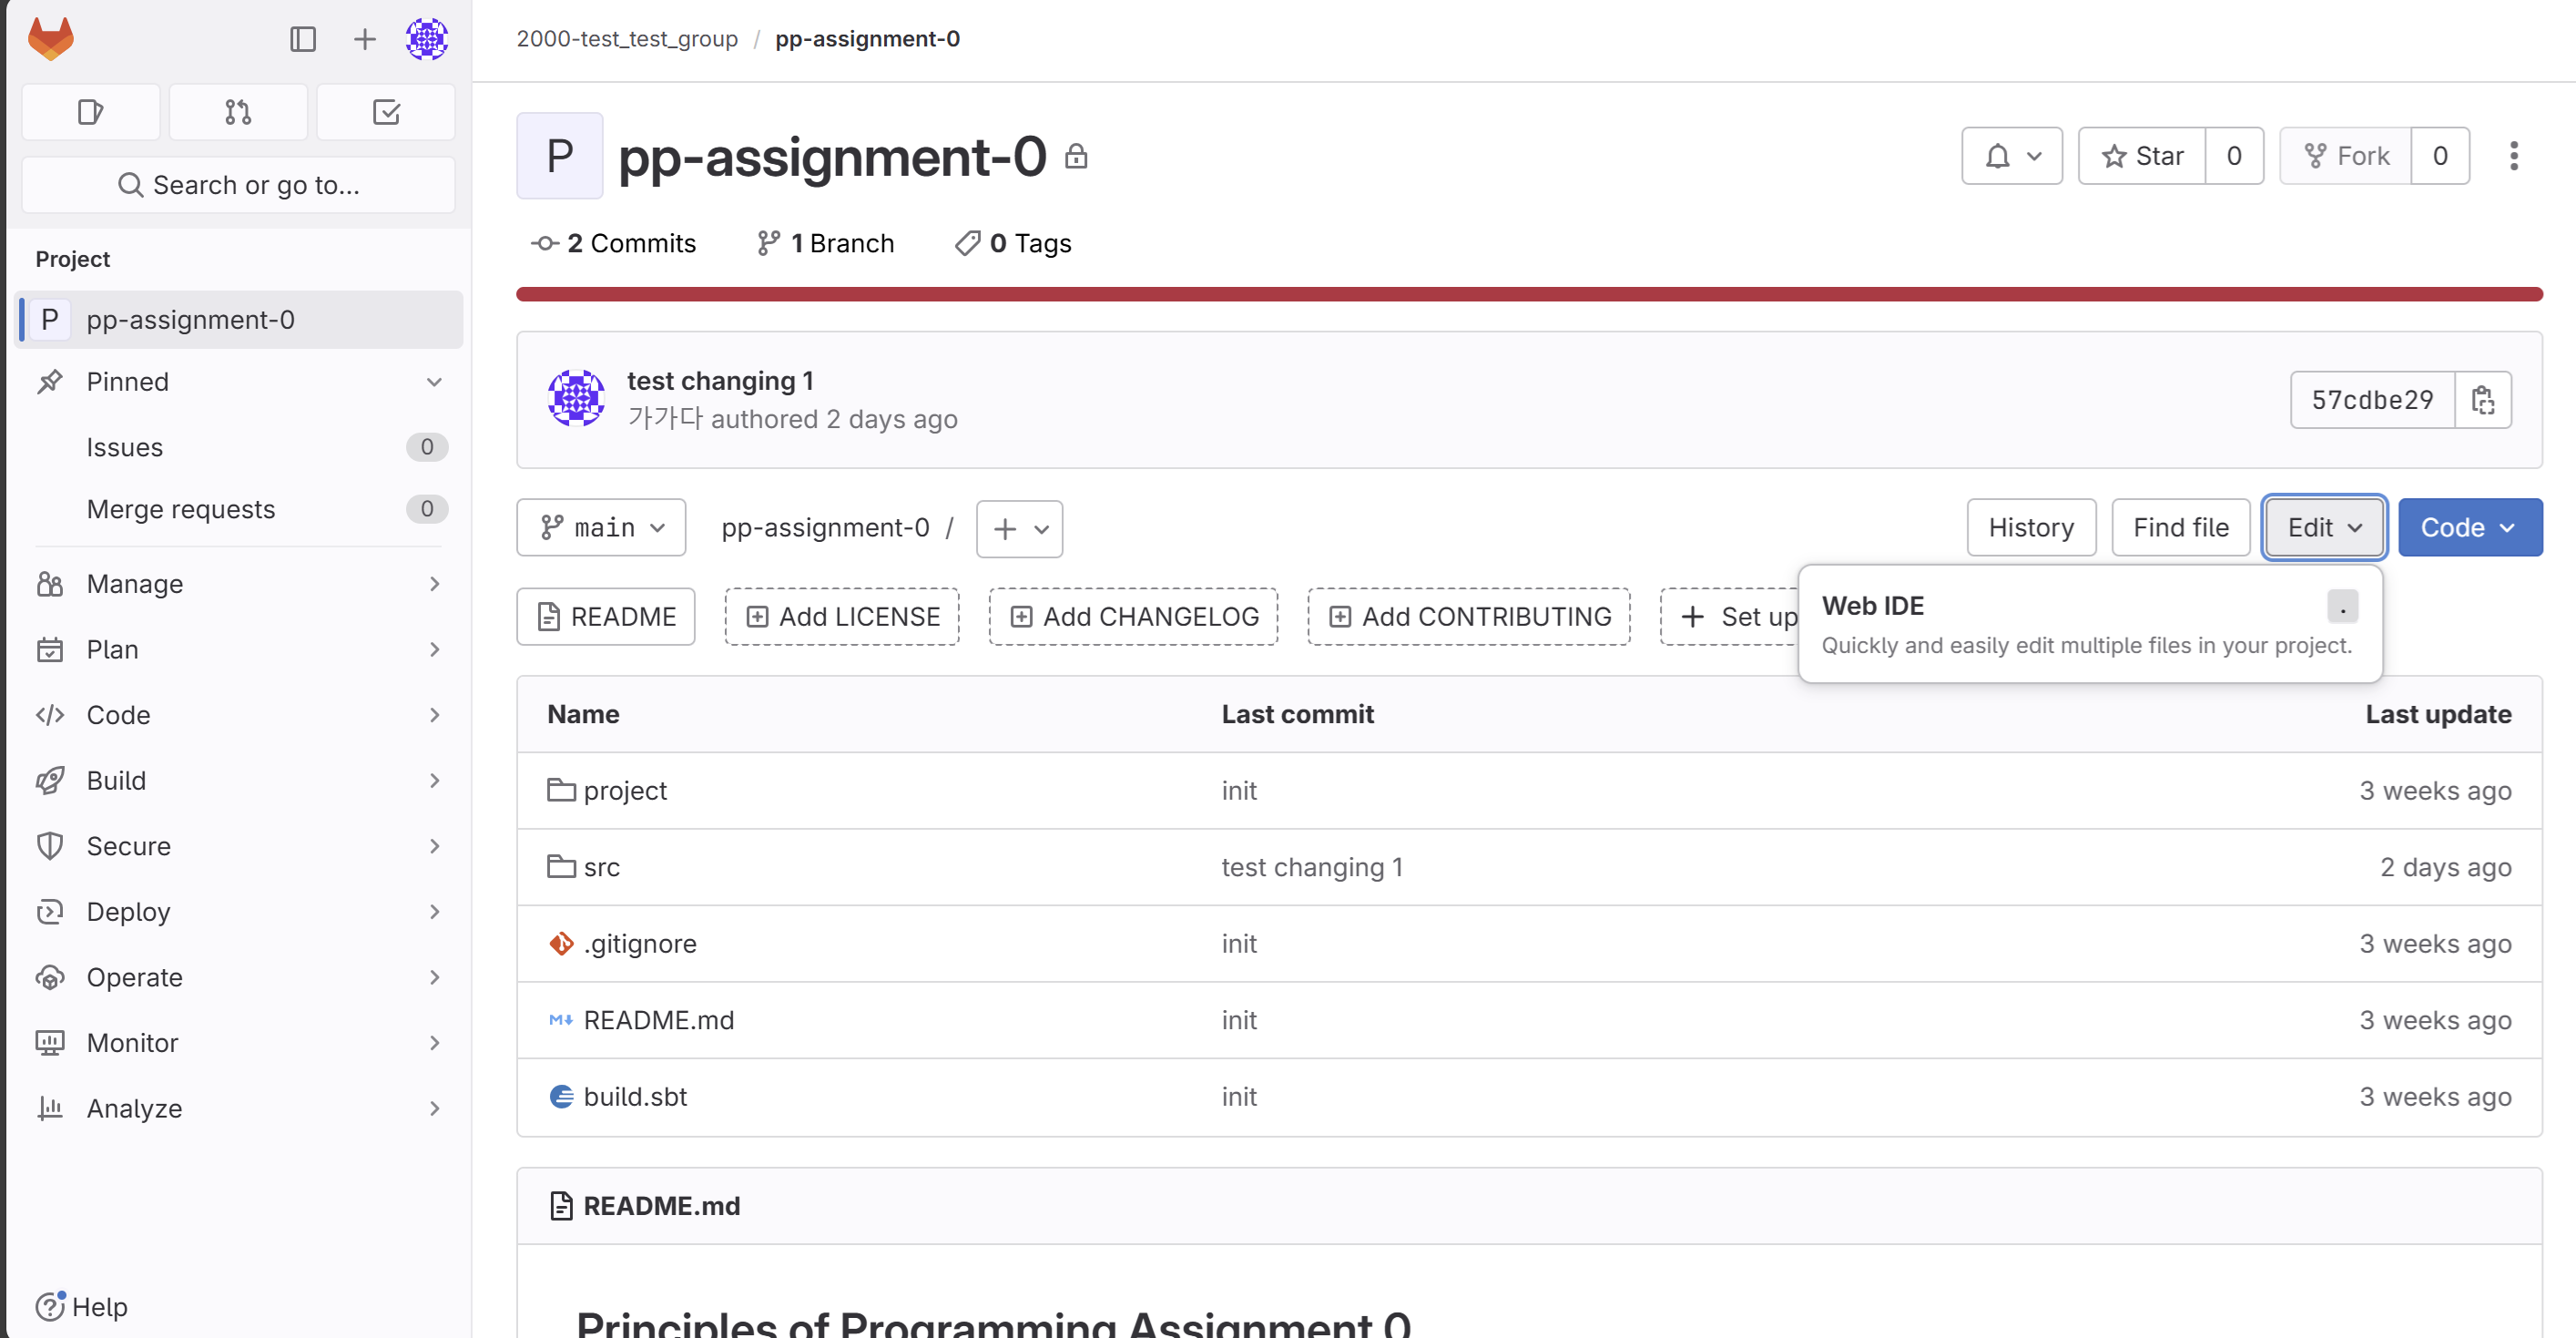 2000-test_test_group / pp-assignment-0
Search or go to...
Project
P pp-assignment-0
Pinned
Issues 0
Merge requests 0
Manage
Plan
Code
Build
Secure
Deploy
Operate
Monitor
Analyze
Help
P pp-assignment-0
Star 0 Fork 0
2 Commits 1 Branch 0 Tags
test changing 1
가가다 authored 2 days ago
57cdbe29
main pp-assignment-0 / +
History Find file Edit Code
README Add LICENSE Add CHANGELOG Add CONTRIBUTING + Set up
Web IDE .
Quickly and easily edit multiple files in your project.
Name Last commit Last update
project init 3 weeks ago
src test changing 1 2 days ago
.gitignore init 3 weeks ago
README.md init 3 weeks ago
build.sbt init 3 weeks ago
README.md
Principles of Programming Assignment 0